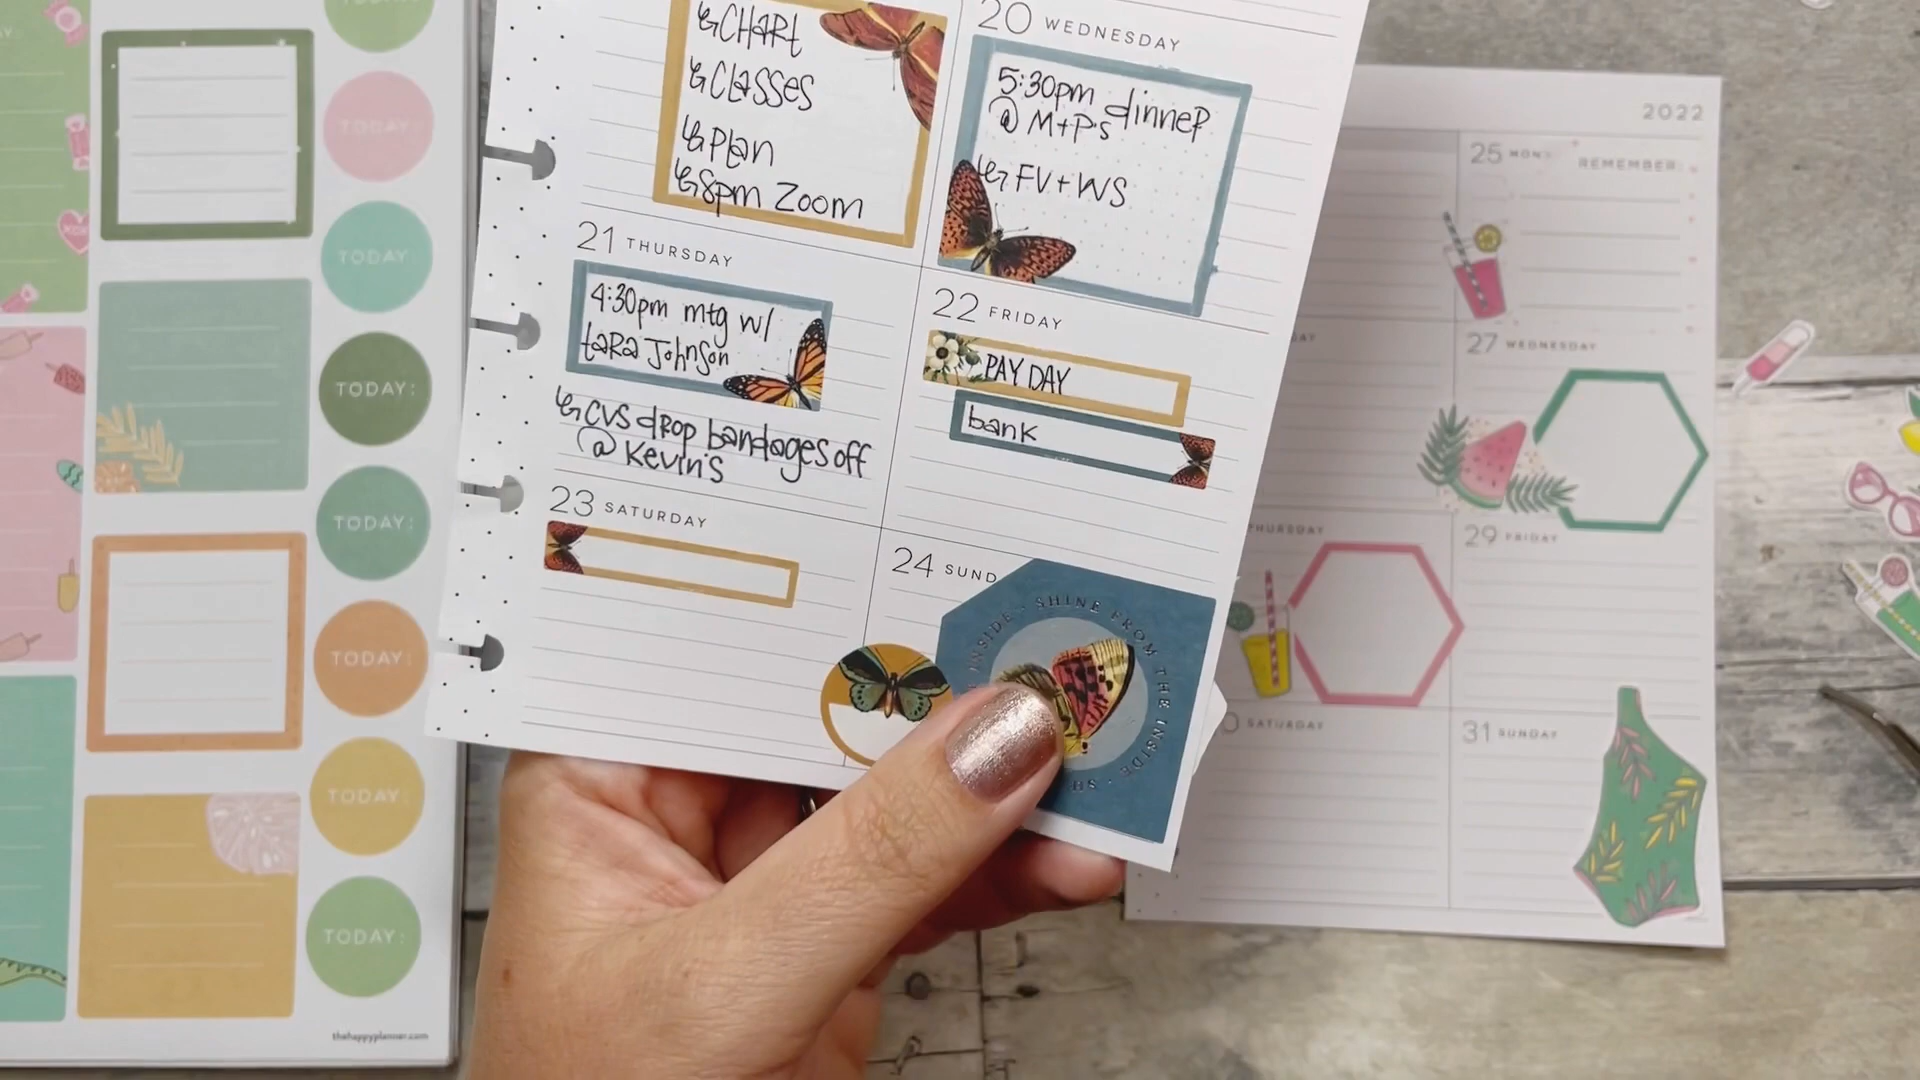 TODAY:
TODAY:
TODAY:
TODAY:
TODAY:
TODAY:
TODAY:
thehappyplanner.com
CHART
CLASSES
PLAN
8pm Zoom
20 WEDNESDAY
5:30pm dinner
@ M+P's
FV+WS
21 THURSDAY
4:30pm mtg w/
tara Johnson
CVS drop bandages off
@ Kevin's
22 FRIDAY
PAY DAY
bank
23 SATURDAY
24 SUND
SHINE FROM THE INSIDE · SH
INSIDE ·
2022
25 MON
REMEMBER
27 WEDNESDAY
THURSDAY
29 FRIDAY
SATURDAY
31 SUNDAY